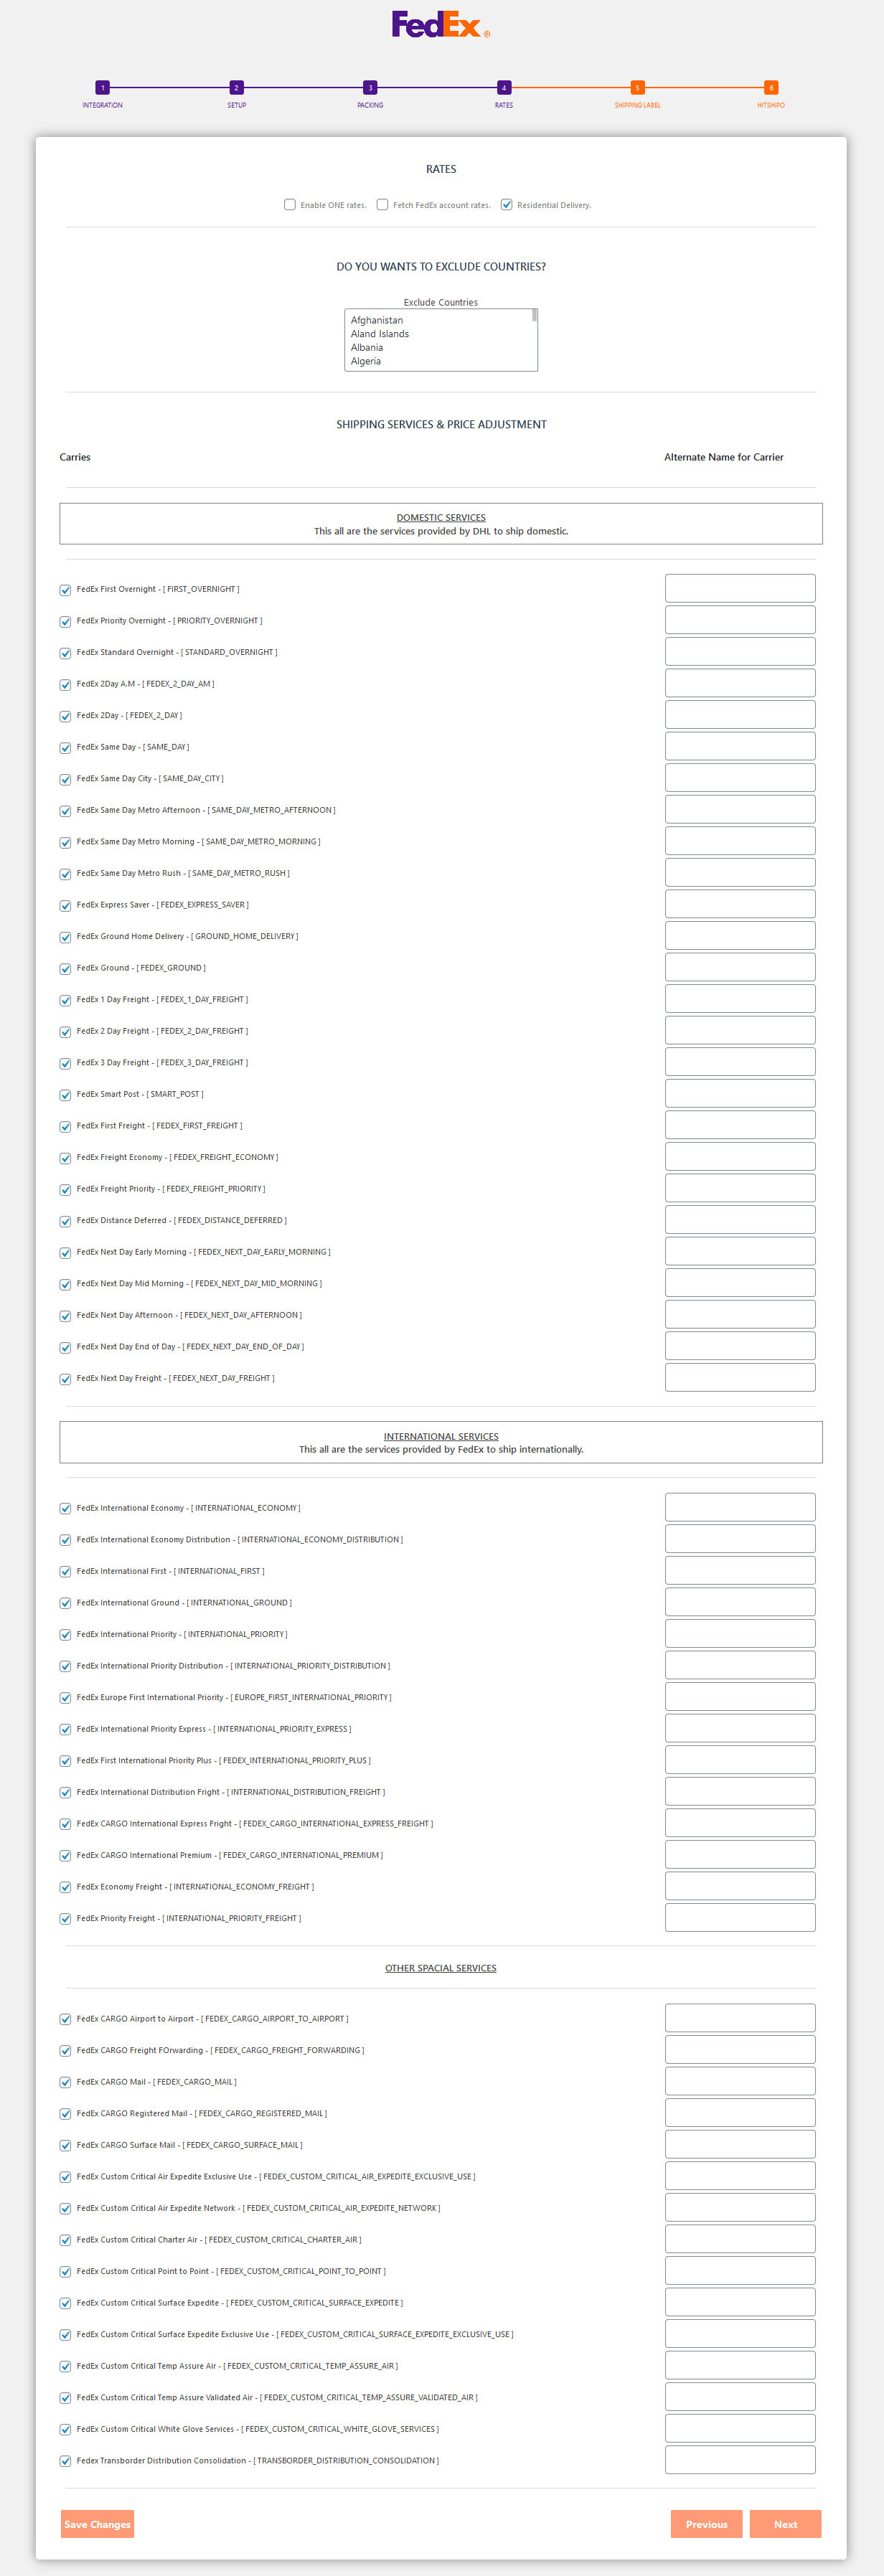 FedEx®
1 2 3 4 5 6
INTEGRATION SETUP PACKING RATES SHIPPING LABEL HITSHIPO
RATES
Enable ONE rates. Fetch FedEx account rates. Residential Delivery.
DO YOU WANTS TO EXCLUDE COUNTRIES?
Exclude Countries
Afghanistan
Aland Islands
Albania
Algeria
SHIPPING SERVICES & PRICE ADJUSTMENT
Carries Alternate Name for Carrier
DOMESTIC SERVICES
This all are the services provided by DHL to ship domestic.
FedEx First Overnight - [ FIRST_OVERNIGHT ]
FedEx Priority Overnight - [ PRIORITY_OVERNIGHT ]
FedEx Standard Overnight - [ STANDARD_OVERNIGHT ]
FedEx 2Day A.M - [ FEDEX_2_DAY_AM ]
FedEx 2Day - [ FEDEX_2_DAY ]
FedEx Same Day - [ SAME_DAY ]
FedEx Same Day City - [ SAME_DAY_CITY ]
FedEx Same Day Metro Afternoon - [ SAME_DAY_METRO_AFTERNOON ]
FedEx Same Day Metro Morning - [ SAME_DAY_METRO_MORNING ]
FedEx Same Day Metro Rush - [ SAME_DAY_METRO_RUSH ]
FedEx Express Saver - [ FEDEX_EXPRESS_SAVER ]
FedEx Ground Home Delivery - [ GROUND_HOME_DELIVERY ]
FedEx Ground - [ FEDEX_GROUND ]
FedEx 1 Day Freight - [ FEDEX_1_DAY_FREIGHT ]
FedEx 2 Day Freight - [ FEDEX_2_DAY_FREIGHT ]
FedEx 3 Day Freight - [ FEDEX_3_DAY_FREIGHT ]
FedEx Smart Post - [ SMART_POST ]
FedEx First Freight - [ FEDEX_FIRST_FREIGHT ]
FedEx Freight Economy - [ FEDEX_FREIGHT_ECONOMY ]
FedEx Freight Priority - [ FEDEX_FREIGHT_PRIORITY ]
FedEx Distance Deferred - [ FEDEX_DISTANCE_DEFERRED ]
FedEx Next Day Early Morning - [ FEDEX_NEXT_DAY_EARLY_MORNING ]
FedEx Next Day Mid Morning - [ FEDEX_NEXT_DAY_MID_MORNING ]
FedEx Next Day Afternoon - [ FEDEX_NEXT_DAY_AFTERNOON ]
FedEx Next Day End of Day - [ FEDEX_NEXT_DAY_END_OF_DAY ]
FedEx Next Day Freight - [ FEDEX_NEXT_DAY_FREIGHT ]
INTERNATIONAL SERVICES
This all are the services provided by FedEx to ship internationally.
FedEx International Economy - [ INTERNATIONAL_ECONOMY ]
FedEx International Economy Distribution - [ INTERNATIONAL_ECONOMY_DISTRIBUTION ]
FedEx International First - [ INTERNATIONAL_FIRST ]
FedEx International Ground - [ INTERNATIONAL_GROUND ]
FedEx International Priority - [ INTERNATIONAL_PRIORITY ]
FedEx International Priority Distribution - [ INTERNATIONAL_PRIORITY_DISTRIBUTION ]
FedEx Europe First International Priority - [ EUROPE_FIRST_INTERNATIONAL_PRIORITY ]
FedEx International Priority Express - [ INTERNATIONAL_PRIORITY_EXPRESS ]
FedEx First International Priority Plus - [ FEDEX_INTERNATIONAL_PRIORITY_PLUS ]
FedEx International Distribution Fright - [ INTERNATIONAL_DISTRIBUTION_FREIGHT ]
FedEx CARGO International Express Fright - [ FEDEX_CARGO_INTERNATIONAL_EXPRESS_FREIGHT ]
FedEx CARGO International Premium - [ FEDEX_CARGO_INTERNATIONAL_PREMIUM ]
FedEx Economy Freight - [ INTERNATIONAL_ECONOMY_FREIGHT ]
FedEx Priority Freight - [ INTERNATIONAL_PRIORITY_FREIGHT ]
OTHER SPACIAL SERVICES
FedEx CARGO Airport to Airport - [ FEDEX_CARGO_AIRPORT_TO_AIRPORT ]
FedEx CARGO Freight FOrwarding - [ FEDEX_CARGO_FREIGHT_FORWARDING ]
FedEx CARGO Mail - [ FEDEX_CARGO_MAIL ]
FedEx CARGO Registered Mail - [ FEDEX_CARGO_REGISTERED_MAIL ]
FedEx CARGO Surface Mail - [ FEDEX_CARGO_SURFACE_MAIL ]
FedEx Custom Critical Air Expedite Exclusive Use - [ FEDEX_CUSTOM_CRITICAL_AIR_EXPEDITE_EXCLUSIVE_USE ]
FedEx Custom Critical Air Expedite Network - [ FEDEX_CUSTOM_CRITICAL_AIR_EXPEDITE_NETWORK ]
FedEx Custom Critical Charter Air - [ FEDEX_CUSTOM_CRITICAL_CHARTER_AIR ]
FedEx Custom Critical Point to Point - [ FEDEX_CUSTOM_CRITICAL_POINT_TO_POINT ]
FedEx Custom Critical Surface Expedite - [ FEDEX_CUSTOM_CRITICAL_SURFACE_EXPEDITE ]
FedEx Custom Critical Surface Expedite Exclusive Use - [ FEDEX_CUSTOM_CRITICAL_SURFACE_EXPEDITE_EXCLUSIVE_USE ]
FedEx Custom Critical Temp Assure Air - [ FEDEX_CUSTOM_CRITICAL_TEMP_ASSURE_AIR ]
FedEx Custom Critical Temp Assure Validated Air - [ FEDEX_CUSTOM_CRITICAL_TEMP_ASSURE_VALIDATED_AIR ]
FedEx Custom Critical White Glove Services - [ FEDEX_CUSTOM_CRITICAL_WHITE_GLOVE_SERVICES ]
Fedex Transborder Distribution Consolidation - [ TRANSBORDER_DISTRIBUTION_CONSOLIDATION ]
Save Changes Previous Next